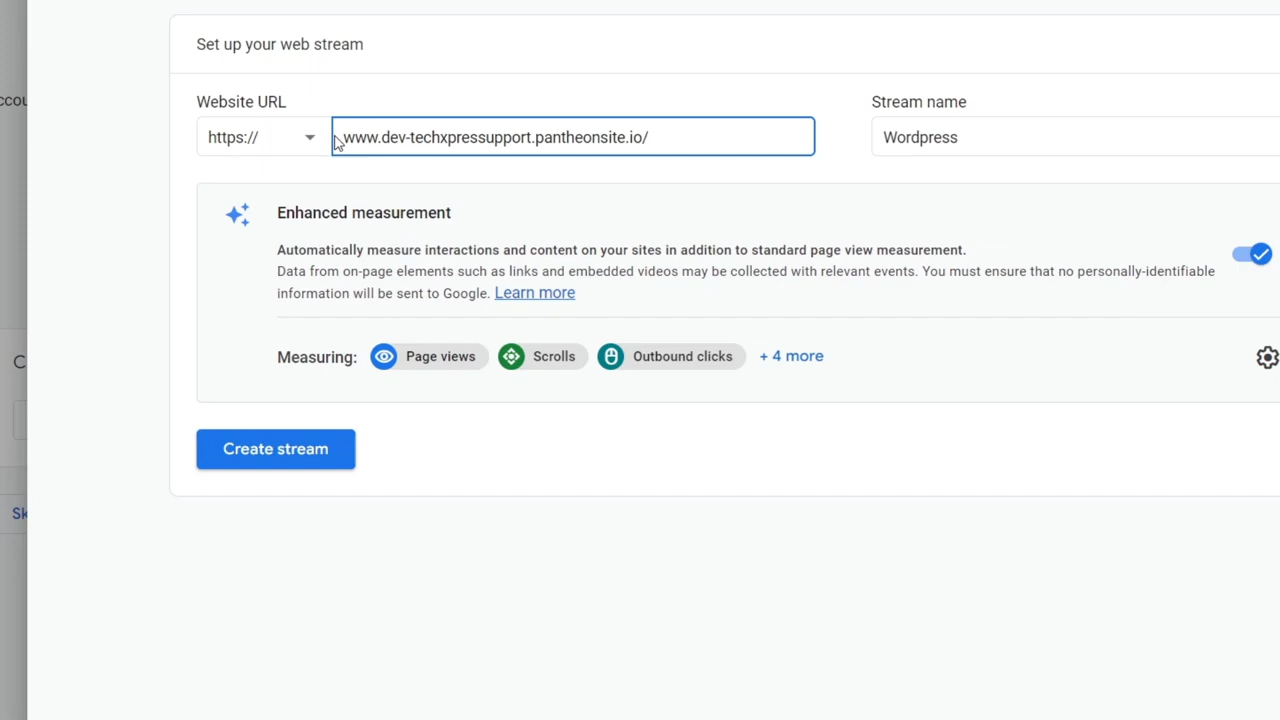 Set up your web stream
ccou
Website URL
Stream name
https://
www.dev-techxpressupport.pantheonsite.io/
Wordpress
Enhanced measurement
Automatically measure interactions and content on your sites in addition to standard page view measurement.
Data from on-page elements such as links and embedded videos may be collected with relevant events. You must ensure that no personally-identifiable
information will be sent to Google. Learn more
Measuring:
Page views
Scrolls
Outbound clicks
+ 4 more
C
Create stream
Sk